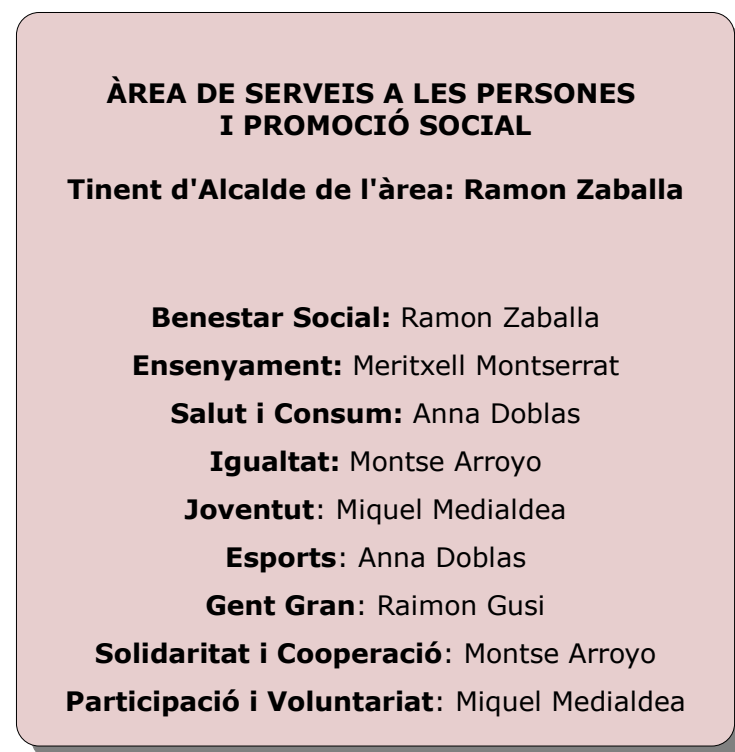 ÀREA DE SERVEIS A LES PERSONES
I PROMOCIÓ SOCIAL
Tinent d'Alcalde de l'àrea: Ramon Zaballa
Benestar Social: Ramon Zaballa
Ensenyament: Meritxell Montserrat
Salut i Consum: Anna Doblas
Igualtat: Montse Arroyo
Joventut: Miquel Medialdea
Esports: Anna Doblas
Gent Gran: Raimon Gusi
Solidaritat i Cooperació: Montse Arroyo
Participació i Voluntariat: Miquel Medialdea